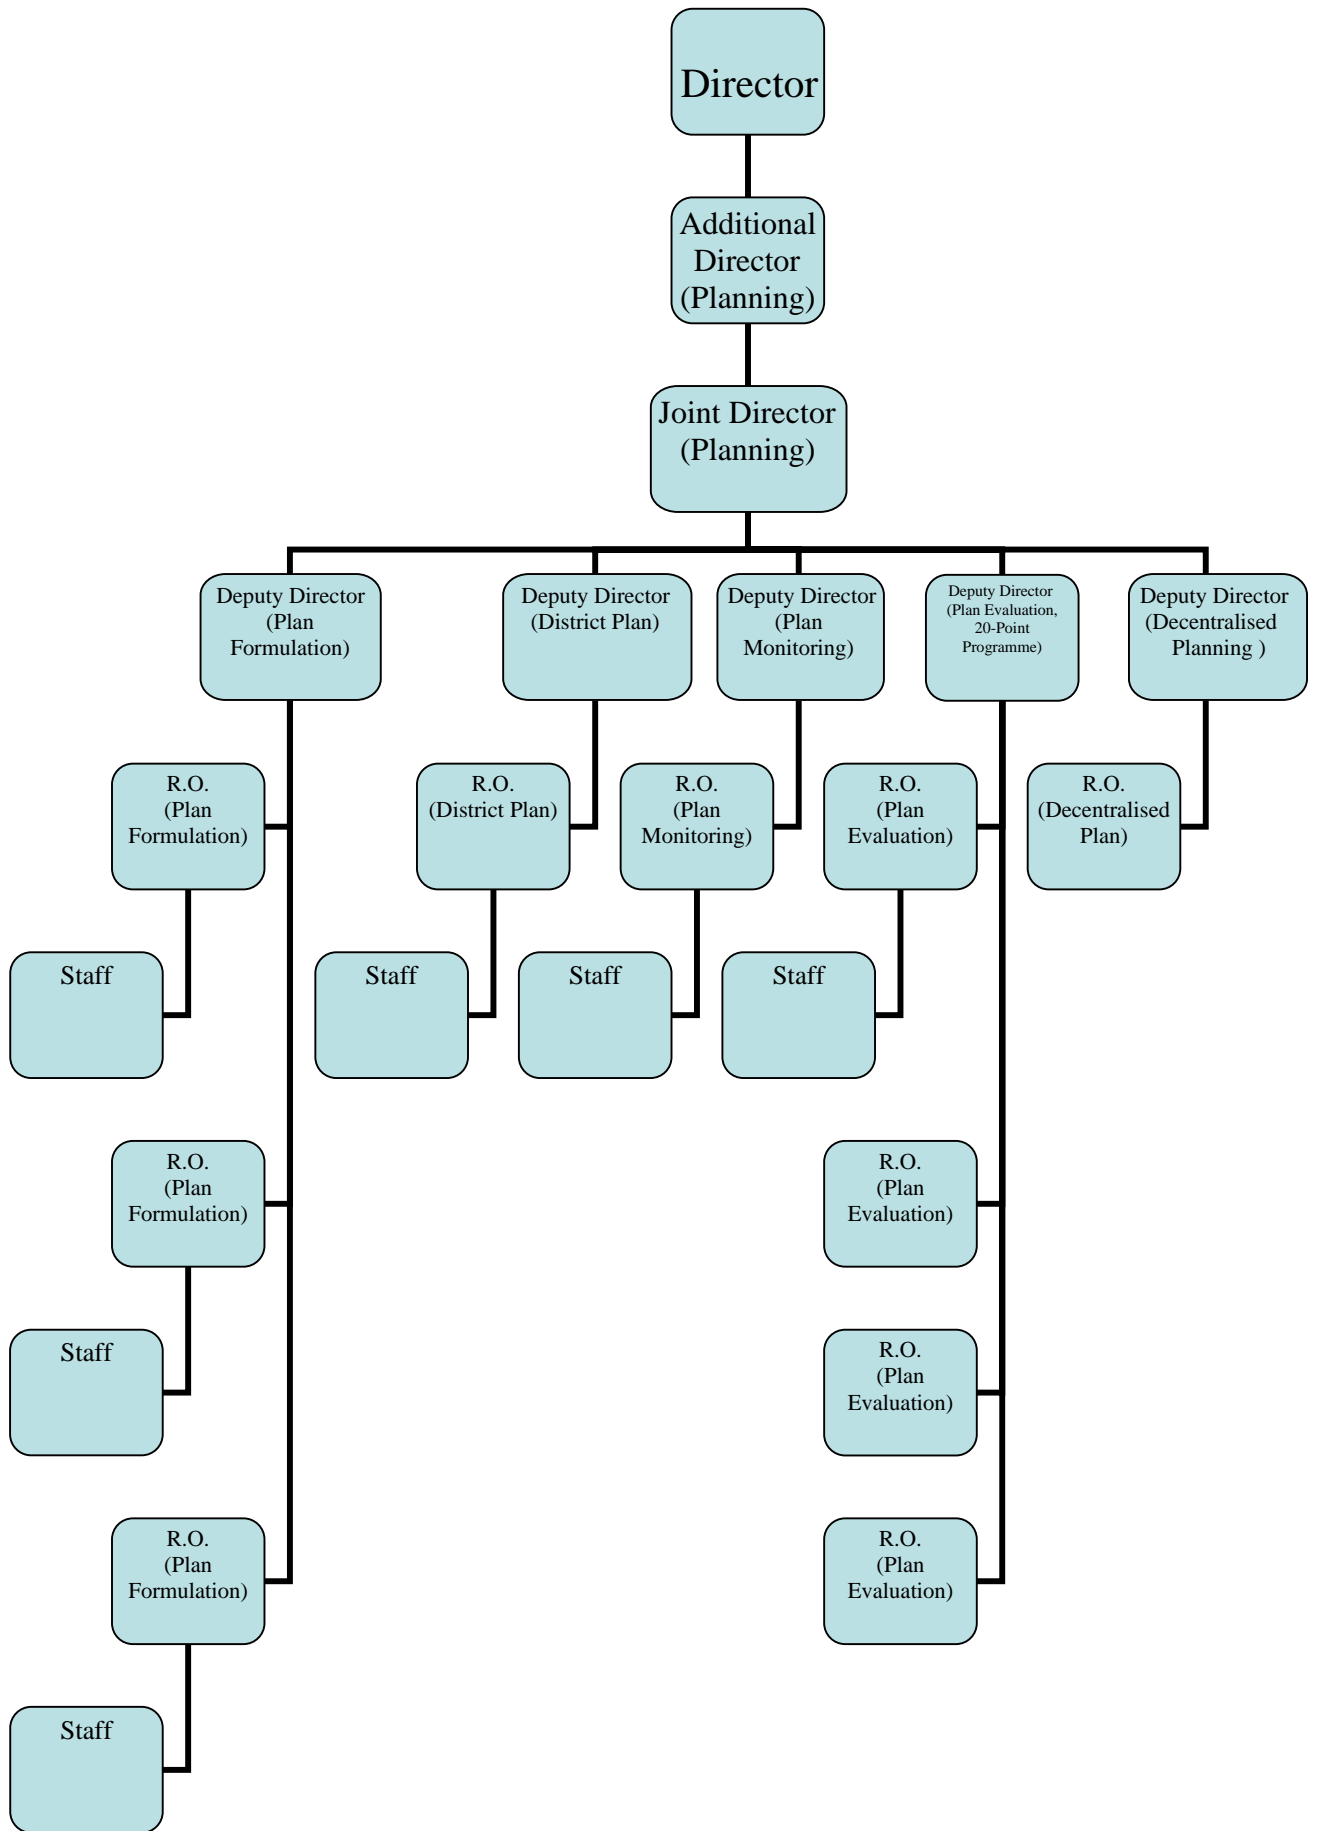 Director
Additional
Director
(Planning)
Joint Director
(Planning)
Deputy Director
(Plan
Formulation)
Deputy Director
(District Plan)
Deputy Director
(Plan
Monitoring)
Deputy Director
(Plan Evaluation,
20-Point
Programme)
Deputy Director
(Decentralised
Planning )
R.O.
(Plan
Formulation)
R.O.
(District Plan)
R.O.
(Plan
Monitoring)
R.O.
(Plan
Evaluation)
R.O.
(Decentralised
Plan)
Staff
Staff
Staff
Staff
R.O.
(Plan
Formulation)
R.O.
(Plan
Evaluation)
Staff
R.O.
(Plan
Evaluation)
R.O.
(Plan
Formulation)
R.O.
(Plan
Evaluation)
Staff